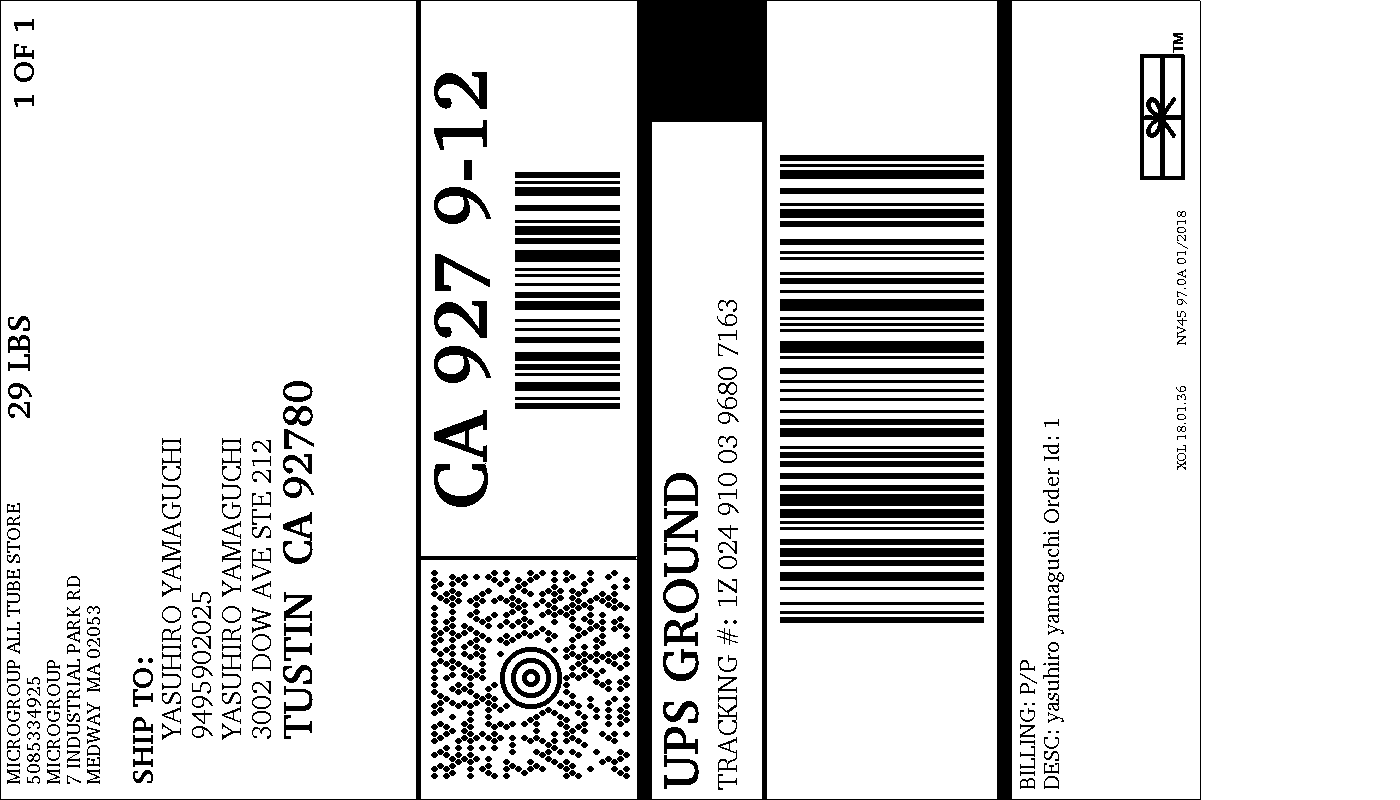 MICROGROUP ALL TUBE STORE
5085334925
MICROGROUP
7 INDUSTRIAL PARK RD
MEDWAY MA 02053
29 LBS
1 OF 1
SHIP TO:
YASUHIRO YAMAGUCHI
9495902025
YASUHIRO YAMAGUCHI
3002 DOW AVE STE 212
TUSTIN CA 92780
CA 927 9-12
UPS GROUND
TRACKING #: 1Z 024 910 03 9680 7163
BILLING: P/P
DESC: yasuhiro yamaguchi Order Id: 1
XOL 18.01.36 NV45 97.0A 01/2018
TM